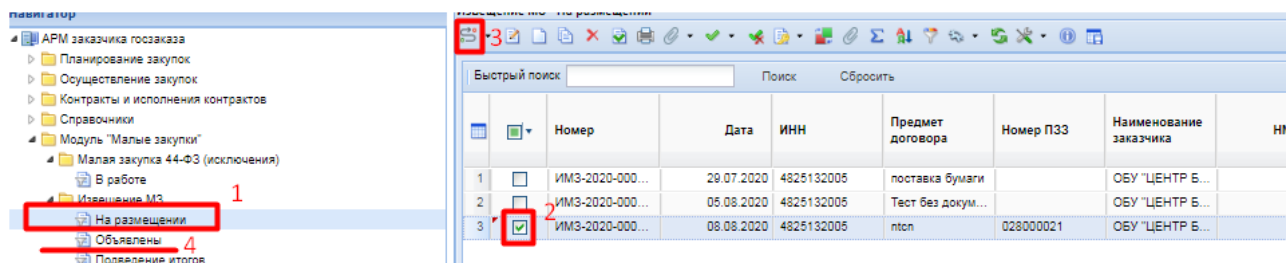 Навигатор
АРМ заказчика госзаказа
Планирование закупок
Осуществление закупок
Контракты и исполнения контрактов
Справочники
Модуль "Малые закупки"
Малая закупка 44-ФЗ (исключения)
В работе
1
Извещение МЗ
На размещении
Объявлены
4
Подведение итогов
Извещение МЗ - На размещении
3
Быстрый поиск Поиск Сбросить
Номер Дата ИНН Предмет договора Номер ПЗЗ Наименование заказчика
1 ИМЗ-2020-000... 29.07.2020 4825132005 поставка бумаги ОБУ "ЦЕНТР Б...
2 ИМЗ-2020-000... 05.08.2020 4825132005 Тест без докум... ОБУ "ЦЕНТР Б...
2
3 ИМЗ-2020-000... 08.08.2020 4825132005 ntcn 028000021 ОБУ "ЦЕНТР Б...